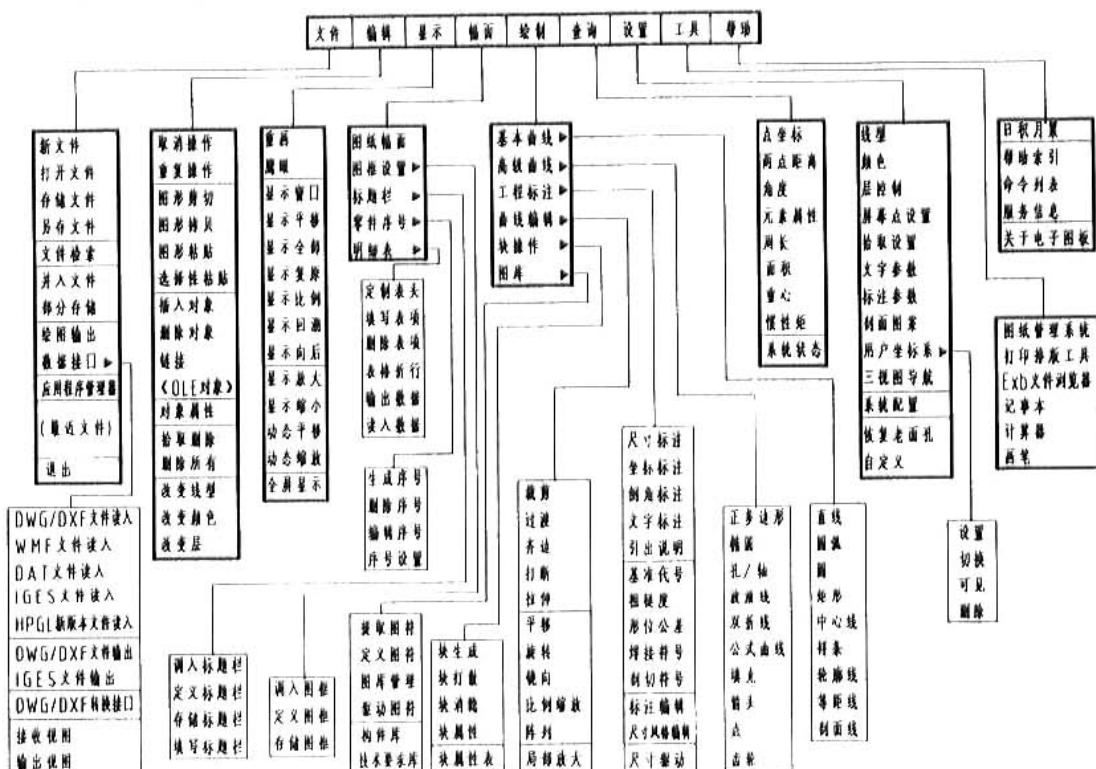 文件 编辑 显示 幅面 绘制 查询 设置 工具 帮助
新文件
打开文件
存储文件
另存文件
文件检索
并入文件
部分存储
绘图输出
数据接口
应用程序管理器
(最近文件)
退出
DWG/DXF文件读入
WMF文件读入
DAT文件读入
IGES文件读入
HPGL新版本文件读入
DWG/DXF文件输出
IGES文件输出
DWG/DXF转换接口
接收视图
输出视图
取消操作
重复操作
图形剪切
图形拷贝
图形粘贴
选择性粘贴
插入对象
删除对象
链接
《OLE对象》
对象属性
拾取删除
删除所有
改变线型
改变颜色
改变层
重画
鹰眼
显示窗口
显示平移
显示全部
显示复原
显示比例
显示回溯
显示向后
显示放大
显示缩小
动态平移
动态缩放
全屏显示
图纸幅面
图框设置
标题栏
零件序号
明细表
定制表头
填写表项
删除表项
表格折行
输出数据
读入数据
生成序号
删除序号
编辑序号
序号设置
调入标题栏
定义标题栏
存储标题栏
填写标题栏
调入图框
定义图框
存储图框
基本曲线
高级曲线
工程标注
曲线编辑
块操作
图库
提取图符
定义图符
图库管理
驱动图符
构件库
技术要求库
块生成
块打散
块消隐
块属性
块属性表
裁剪
过渡
齐边
打断
拉伸
平移
旋转
镜向
比例缩放
阵列
局部放大
尺寸标注
坐标标注
倒角标注
文字标注
引出说明
基准代号
粗糙度
形位公差
焊接符号
剖切符号
标注编辑
尺寸风格编辑
尺寸驱动
正多边形
椭圆
孔/轴
波浪线
双折线
公式曲线
填充
箭头
点
齿轮
直线
圆弧
圆
矩形
中心线
样条
轮廓线
等距线
剖面线
点坐标
两点距离
角度
元素属性
周长
面积
重心
惯性矩
系统状态
线型
颜色
层控制
屏幕点设置
拾取设置
文字参数
标注参数
剖面图案
用户坐标系
三视图导航
系统配置
恢复老面孔
自定义
设置
切换
可见
删除
日积月累
帮助索引
命令列表
服务信息
关于电子图板
图纸管理系统
打印排版工具
Exb文件浏览器
记事本
计算器
画笔